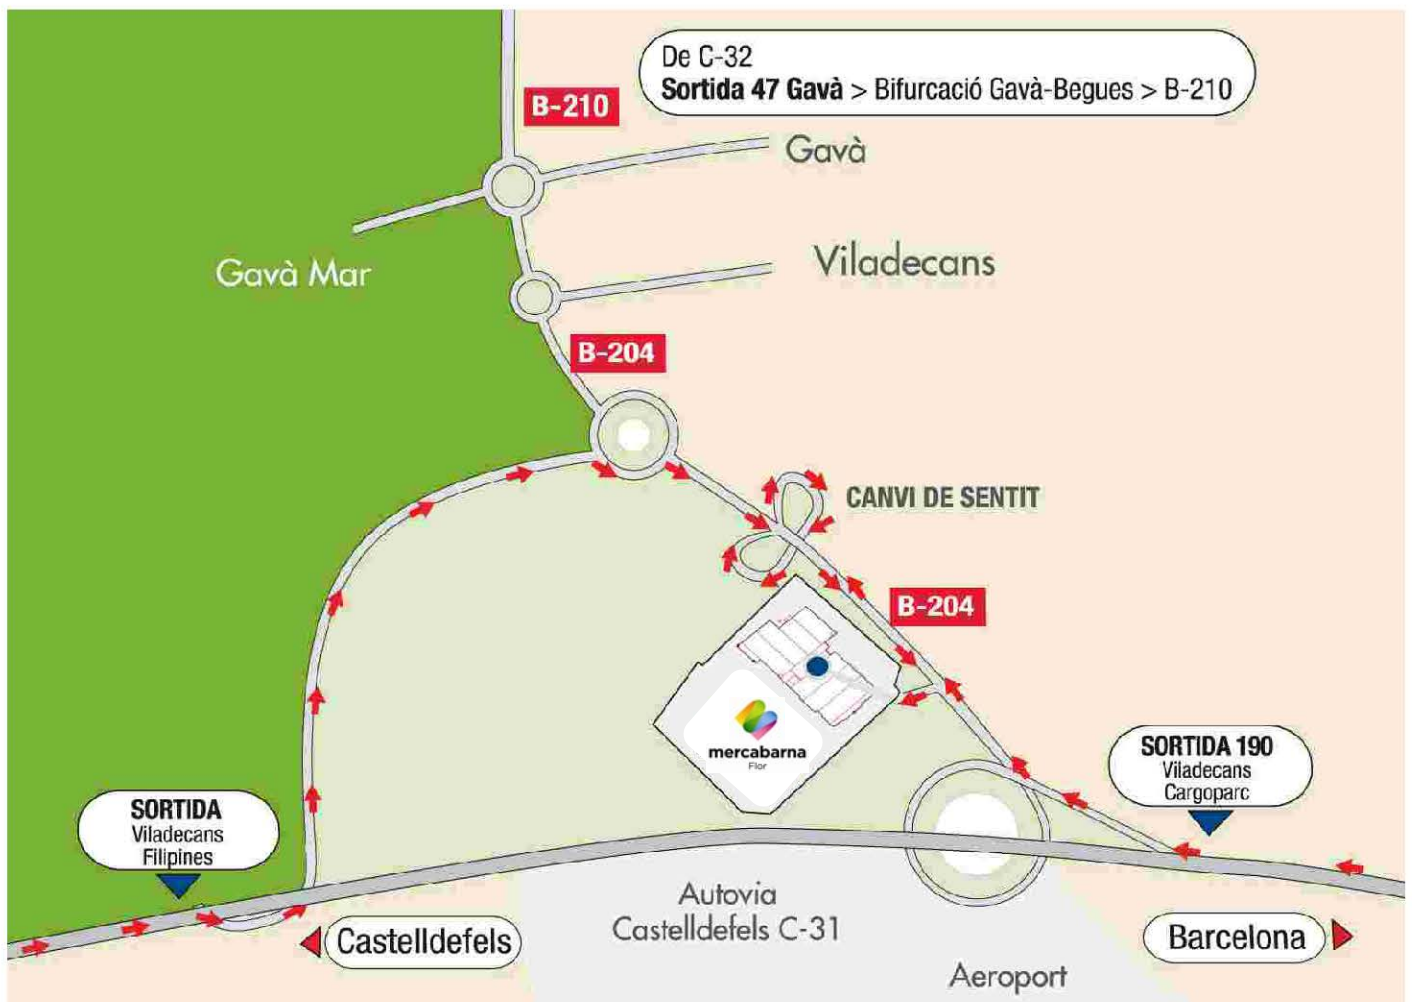 De C-32
Sortida 47 Gavà > Bifurcació Gavà-Begues > B-210
B-210
Gavà
Gavà Mar
Viladecans
B-204
CANVI DE SENTIT
B-204
mercabarna
Flor
SORTIDA 190
Viladecans
Cargoparc
SORTIDA
Viladecans
Filipines
Autovia
Castelldefels C-31
Castelldefels
Barcelona
Aeroport